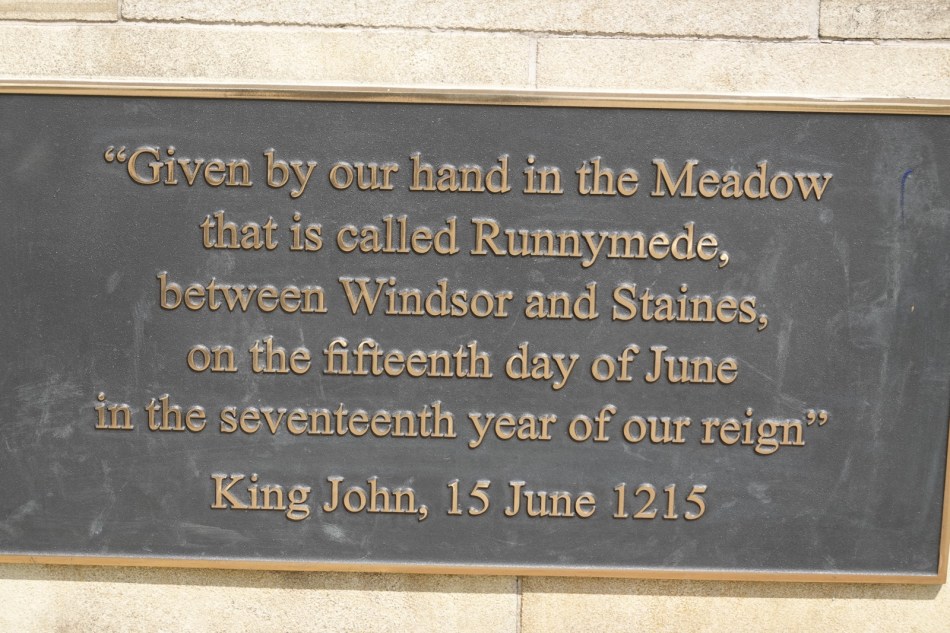 “Given by our hand in the Meadow
that is called Runnymede,
between Windsor and Staines,
on the fifteenth day of June
in the seventeenth year of our reign”
King John, 15 June 1215